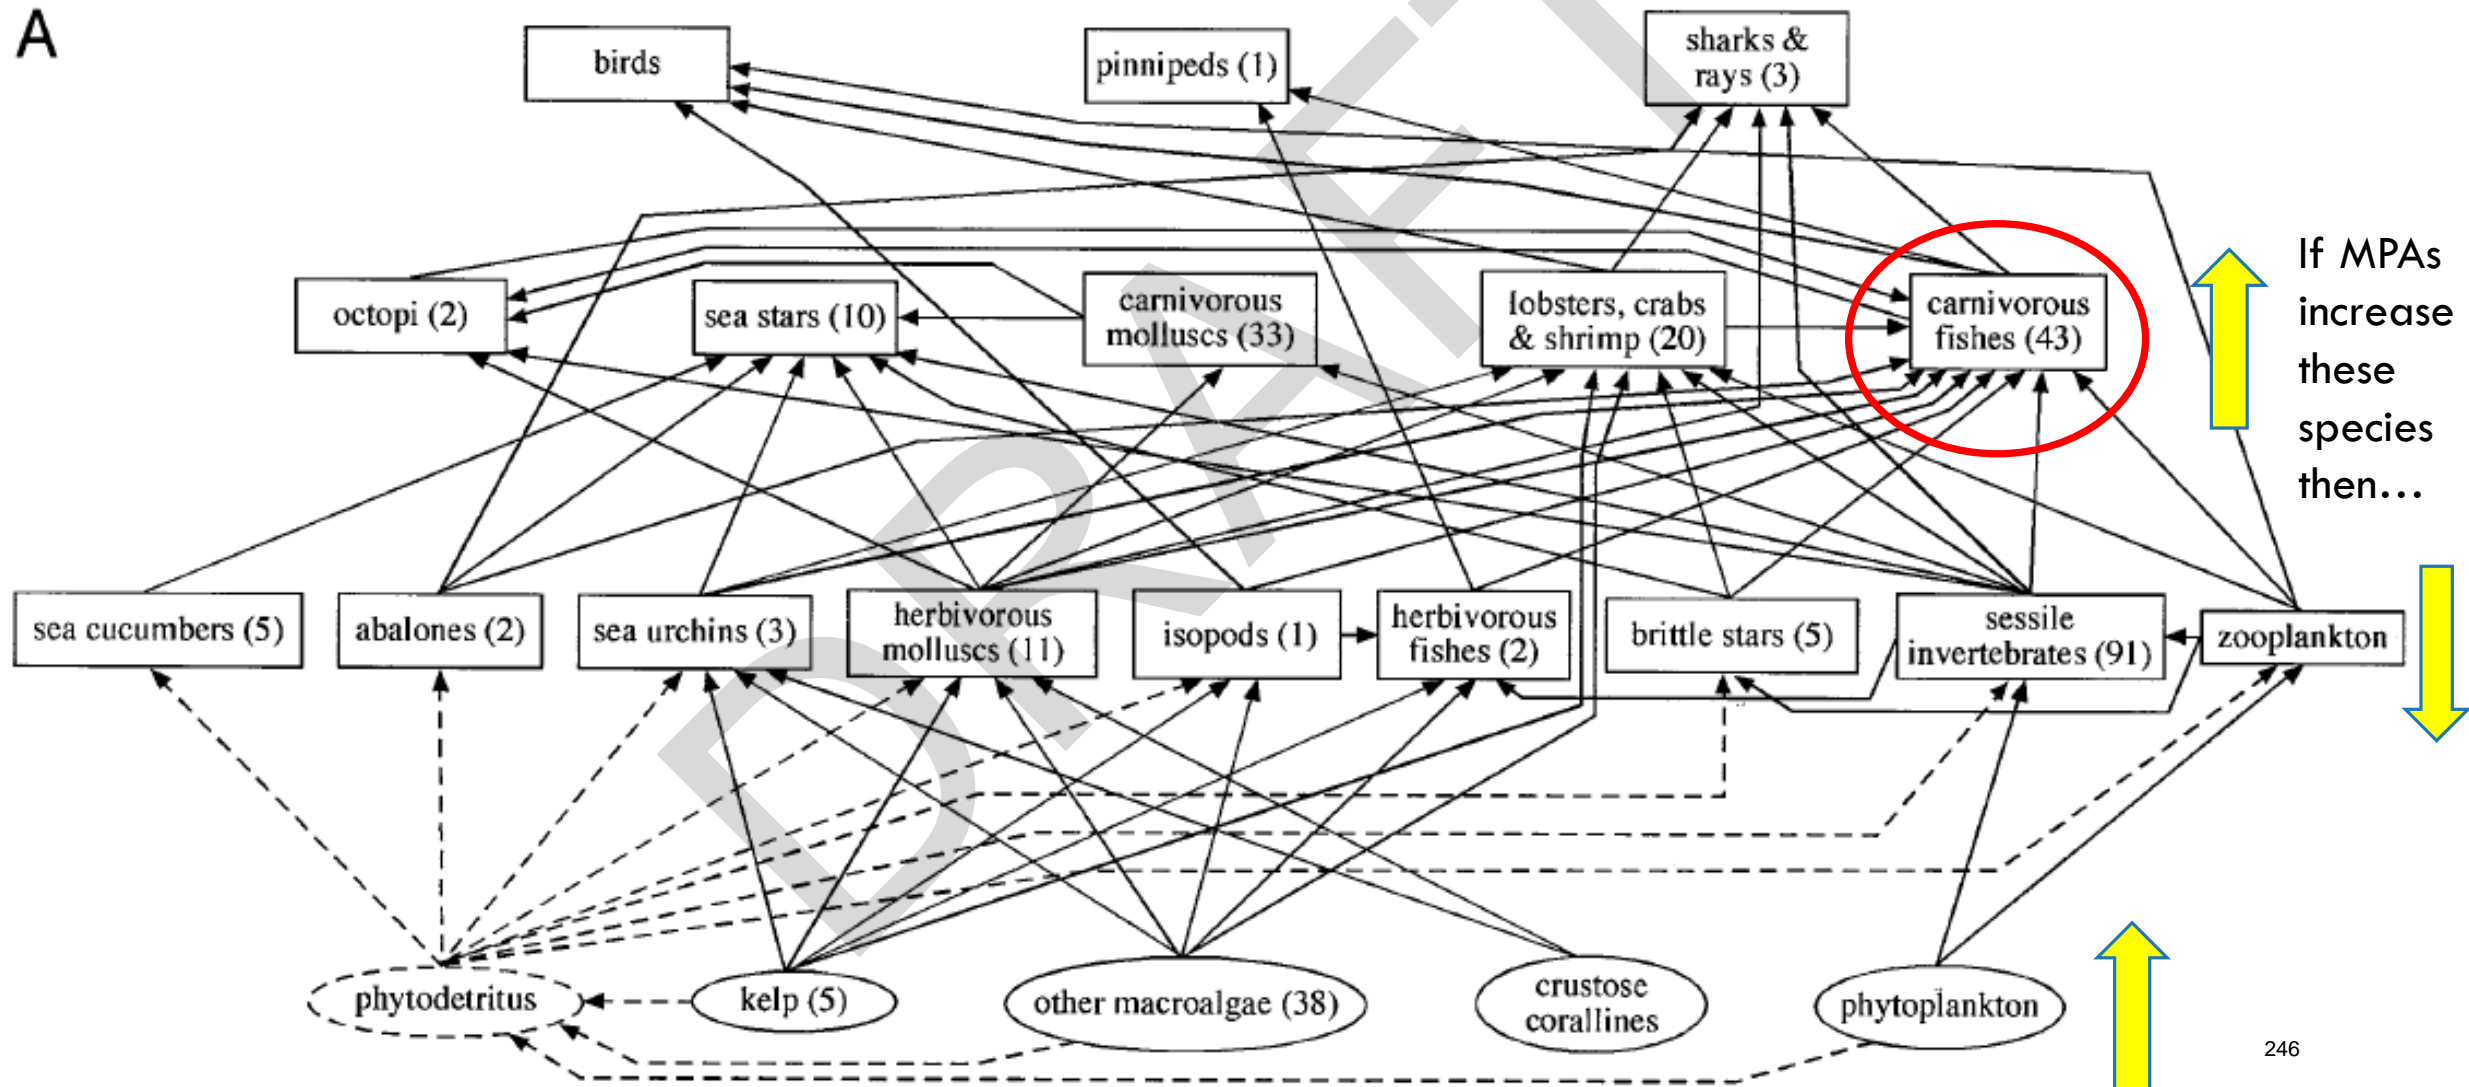 A
birds
pinnipeds (1)
sharks &
rays (3)
octopi (2)
sea stars (10)
carnivorous
molluscs (33)
lobsters, crabs
& shrimp (20)
carnivorous
fishes (43)
If MPAs
increase
these
species
then...
sea cucumbers (5)
abalones (2)
sea urchins (3)
herbivorous
molluscs (11)
isopods (1)
herbivorous
fishes (2)
brittle stars (5)
sessile
invertebrates (91)
zooplankton
phytodetritus
kelp (5)
other macroalgae (38)
crustose
corallines
phytoplankton
246
DRAFT